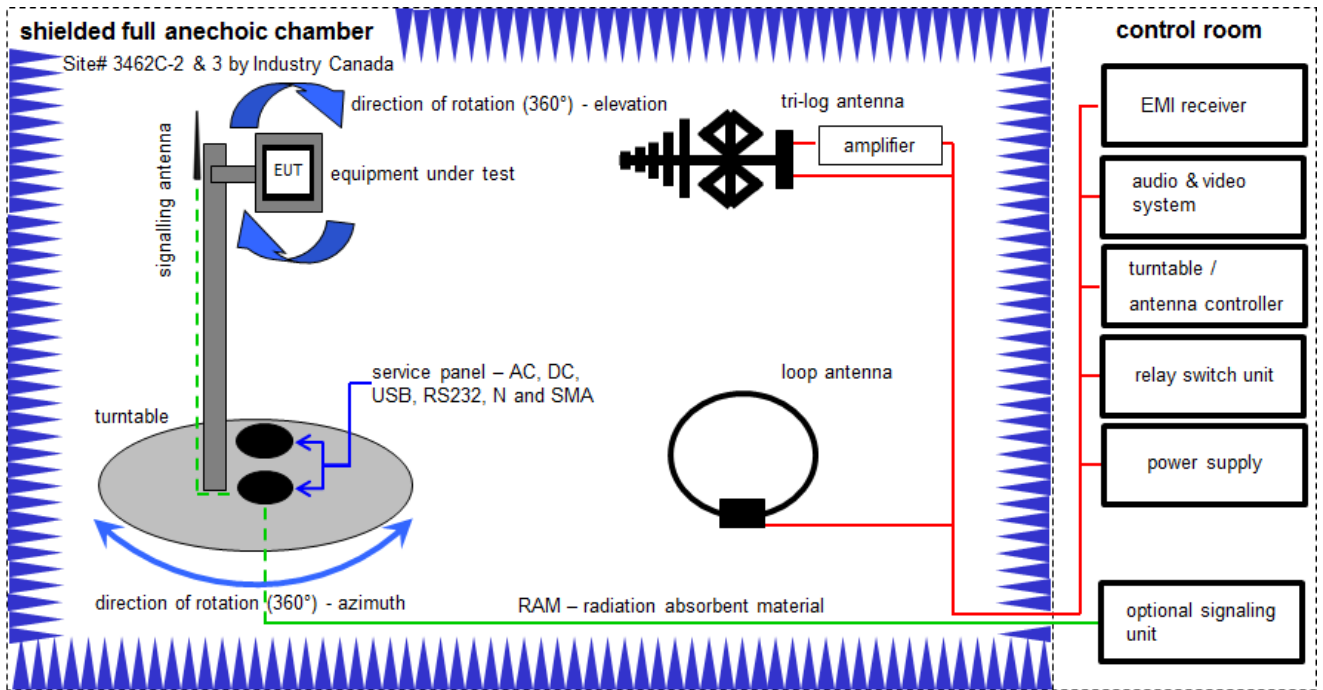 shielded full anechoic chamber
Site# 3462C-2 & 3 by Industry Canada
direction of rotation (360°) - elevation
signalling antenna
EUT
equipment under test
tri-log antenna
amplifier
service panel – AC, DC,
USB, RS232, N and SMA
turntable
loop antenna
direction of rotation (360°) - azimuth
RAM – radiation absorbent material
control room
EMI receiver
audio & video
system
turntable /
antenna controller
relay switch unit
power supply
optional signaling
unit